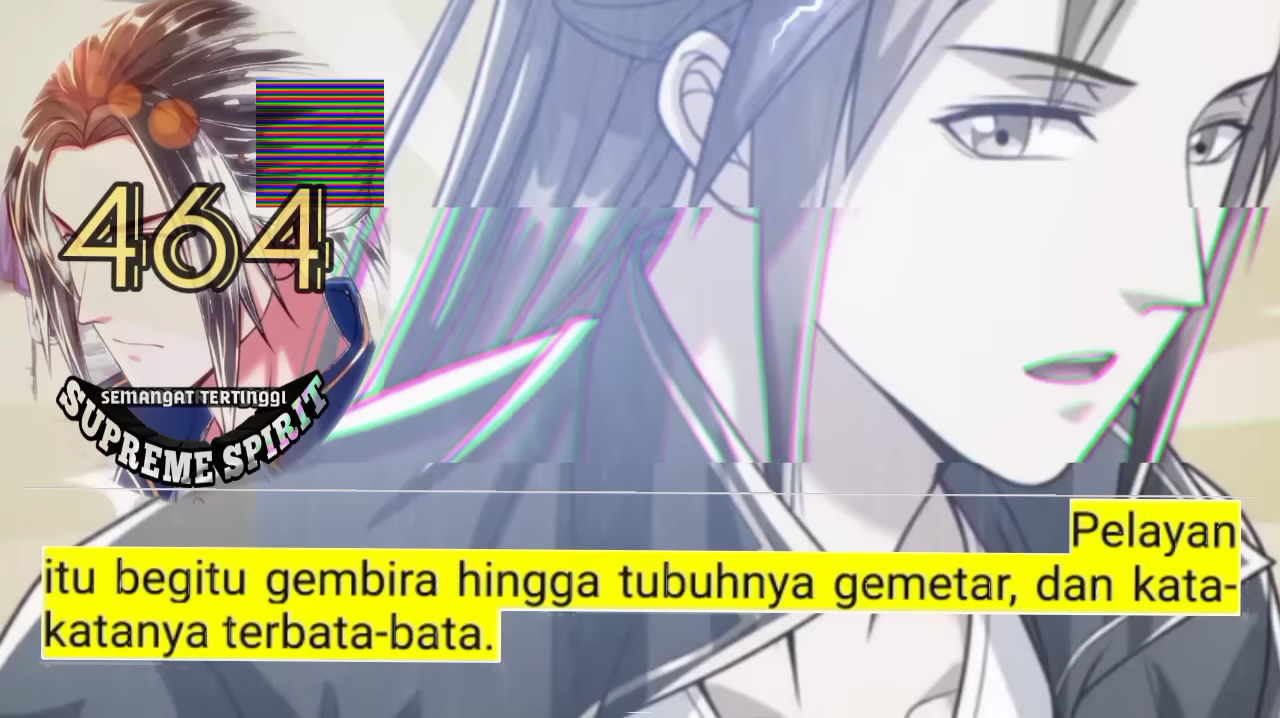 464
SEMANGAT TERTINGGI
SUPREME SPIRIT
Pelayan
itu begitu gembira hingga tubuhnya gemetar, dan kata-
katanya terbata-bata.